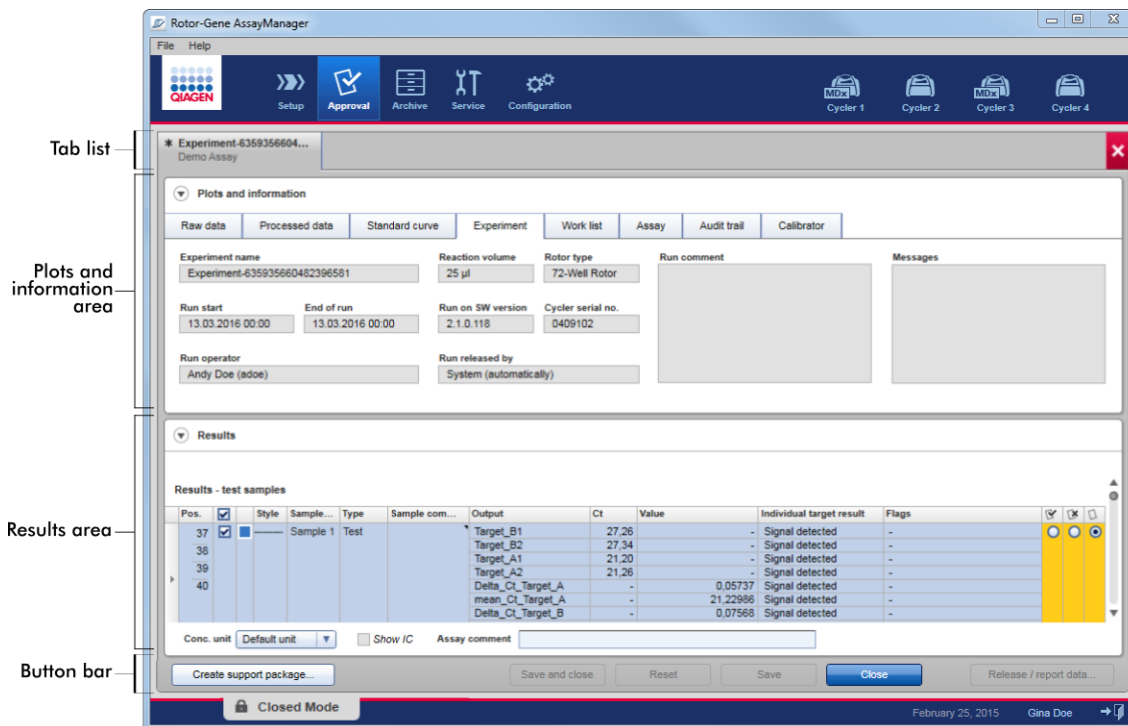 Rotor-Gene AssayManager
File Help
QIAGEN
Setup Approval Archive Service Configuration
MDx Cycler 1 Cycler 2 MDx Cycler 3 Cycler 4
Tab list
* Experiment-6359356604...
Demo Assay
Plots and information area
Plots and information
Raw data Processed data Standard curve Experiment Work list Assay Audit trail Calibrator
Experiment name Reaction volume Rotor type Run comment Messages
Experiment-635935660482396581 25 µl 72-Well Rotor
Run start End of run Run on SW version Cycler serial no.
13.03.2016 00:00 13.03.2016 00:00 2.1.0.118 0409102
Run operator Run released by
Andy Doe (adoe) System (automatically)
Results area
Results
Results - test samples
Pos. Style Sample... Type Sample com... Output Ct Value Individual target result Flags
37 Sample 1 Test Target_B1 27,26 - Signal detected -
38 Target_B2 27,34 - Signal detected -
39 Target_A1 21,20 - Signal detected -
Target_A2 21,26 - Signal detected -
40 Delta_Ct_Target_A - 0,05737 Signal detected -
mean_Ct_Target_A - 21,22986 Signal detected -
Delta_Ct_Target_B - 0,07568 Signal detected -
Conc. unit Default unit Show IC Assay comment
Button bar
Create support package... Save and close Reset Save Close Release / report data...
Closed Mode
February 25, 2015 Gina Doe